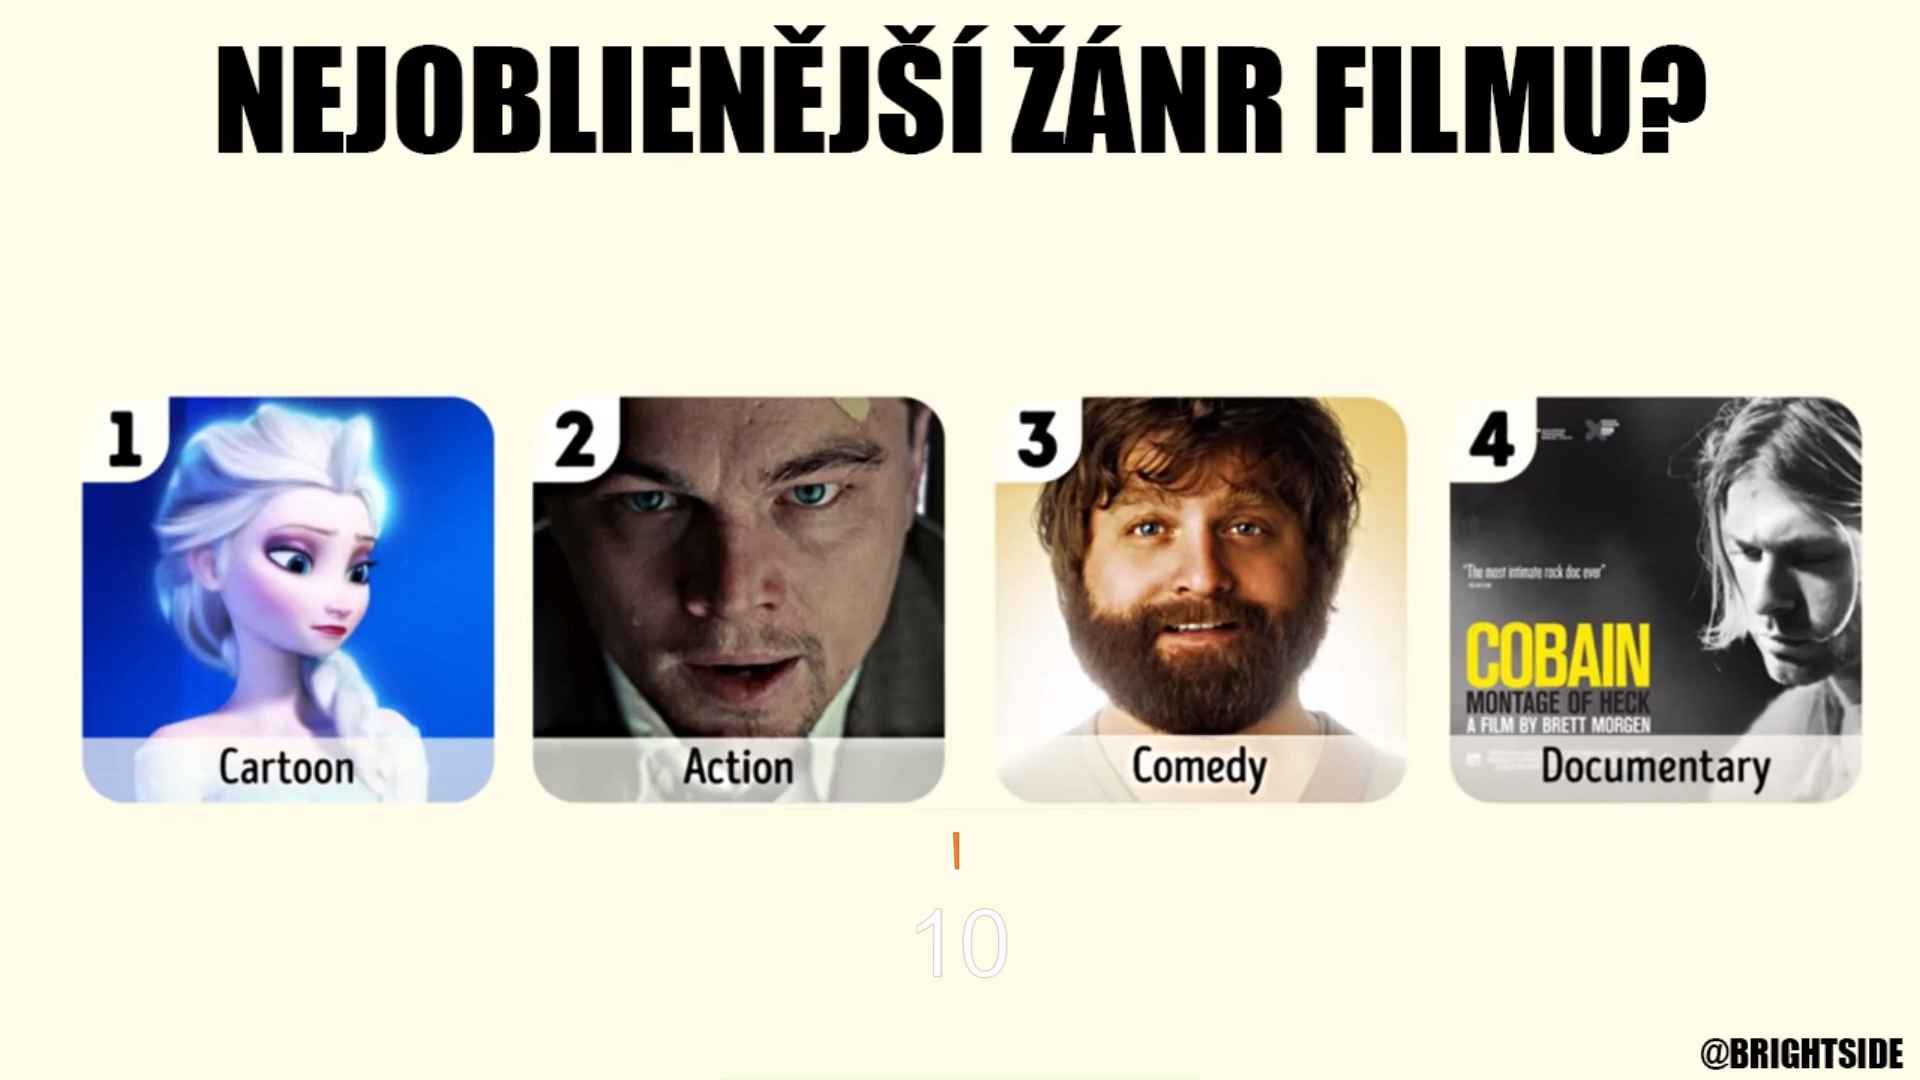 NEJOBLIENĚJŠÍ ŽÁNR FILMU?
1
2
3
4
"The most intimate rock doc ever"
COBAIN
MONTAGE OF HECK
A FILM BY BRETT MORGEN
Cartoon
Action
Comedy
Documentary
10
@BRIGHTSIDE